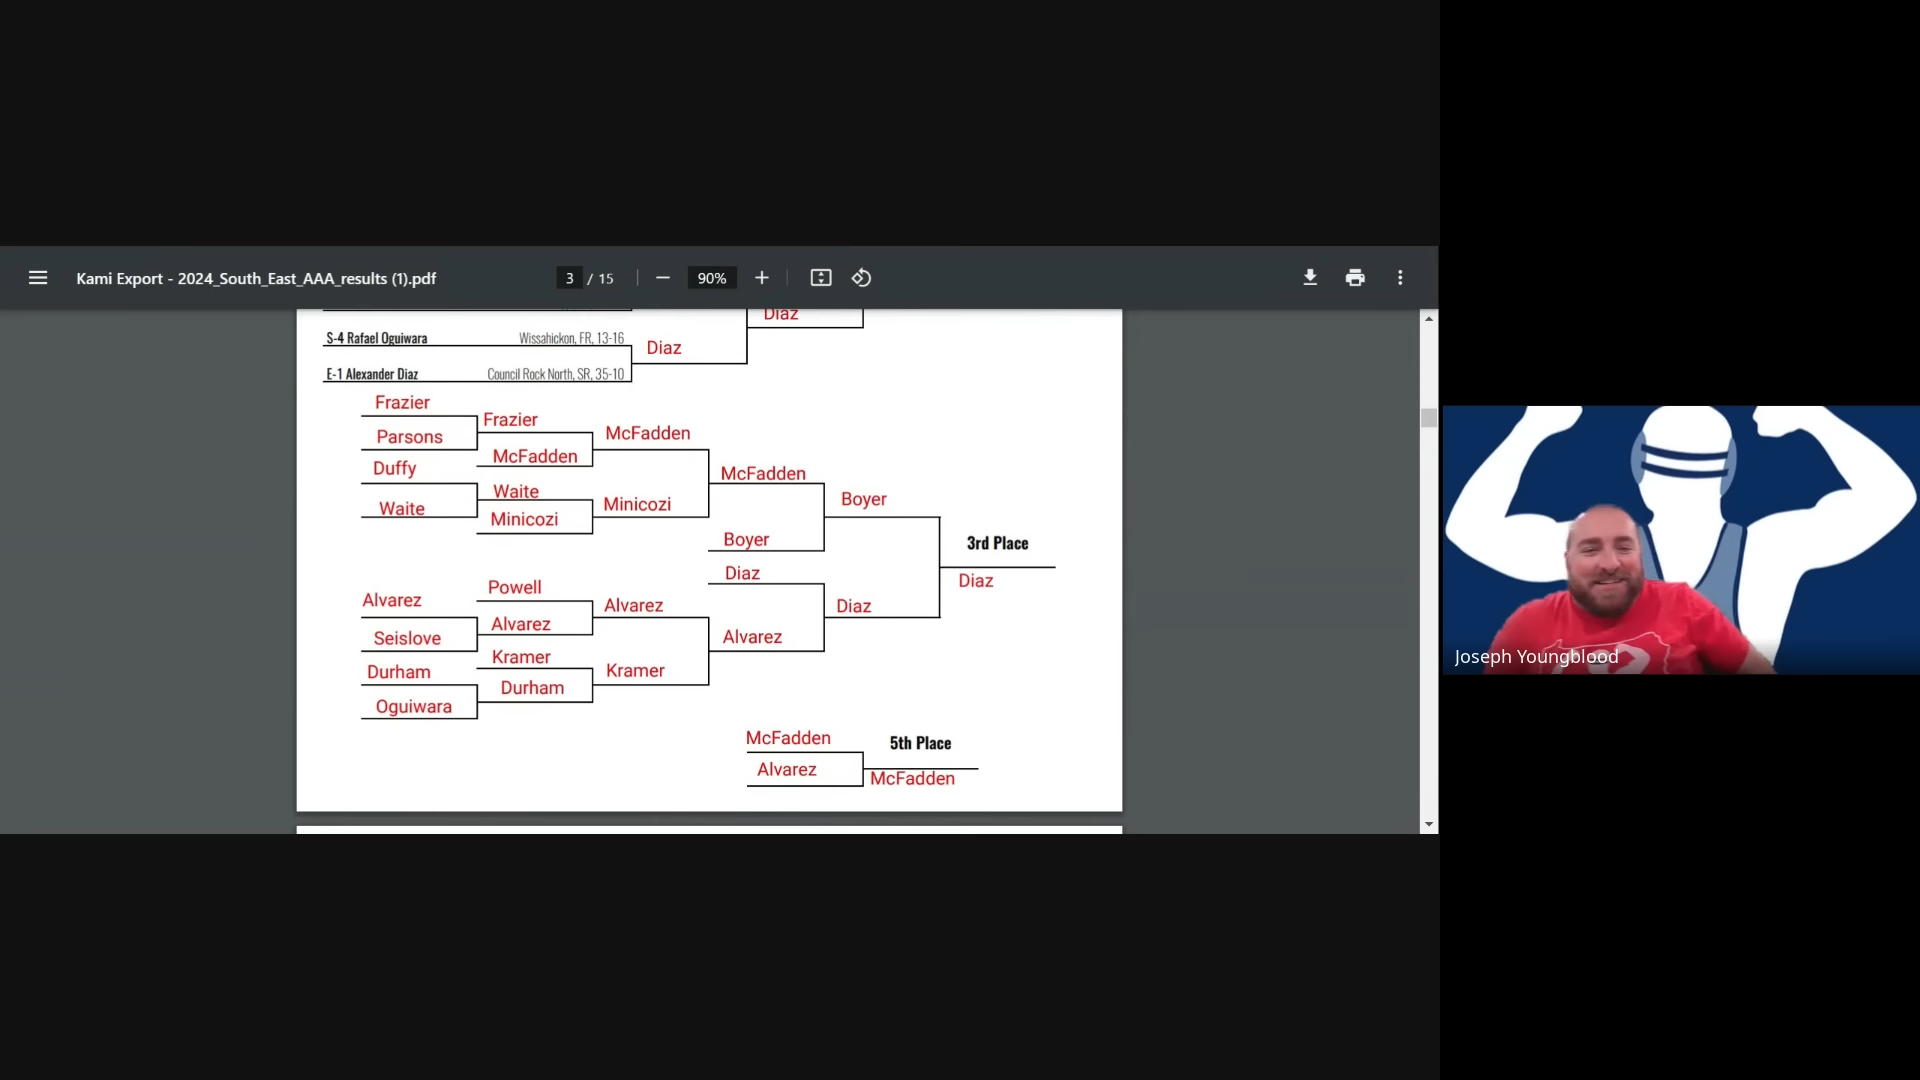 Kami Export - 2024_South_East_AAA_results (1).pdf
3 / 15
90%
Diaz
S-4 Rafael Oguiwara Wissahickon, FR, 13-16
Diaz
E-1 Alexander Diaz Council Rock North, SR, 35-10
Frazier
Frazier
McFadden
Parsons
McFadden
Duffy
McFadden
Waite
Boyer
Waite
Minicozi
Minicozi
Boyer
3rd Place
Diaz
Diaz
Powell
Alvarez
Alvarez
Diaz
Alvarez
Seislove
Alvarez
Kramer
Durham
Kramer
Durham
Oguiwara
McFadden
5th Place
Alvarez
McFadden
Joseph Youngblood